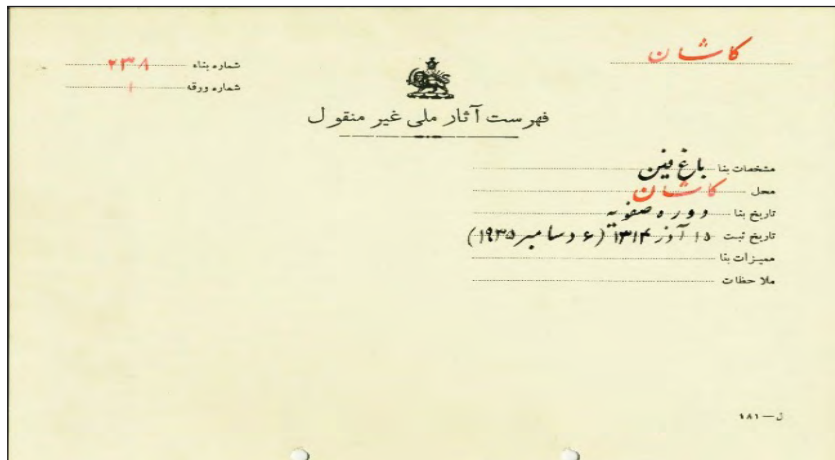 کاشان
شماره بناء ۲۳۸
شماره ورقه ۱
فهرست آثار ملی غیر منقول
مشخصات بنا باغ فین
محل کاشان
تاریخ بنا دوره صفویه
تاریخ ثبت ۱۵ آذر ۱۳۱۴ (۶ دسامبر ۱۹۳۵)
ممیزات بنا
ملاحظات
ل — ۱۸۱